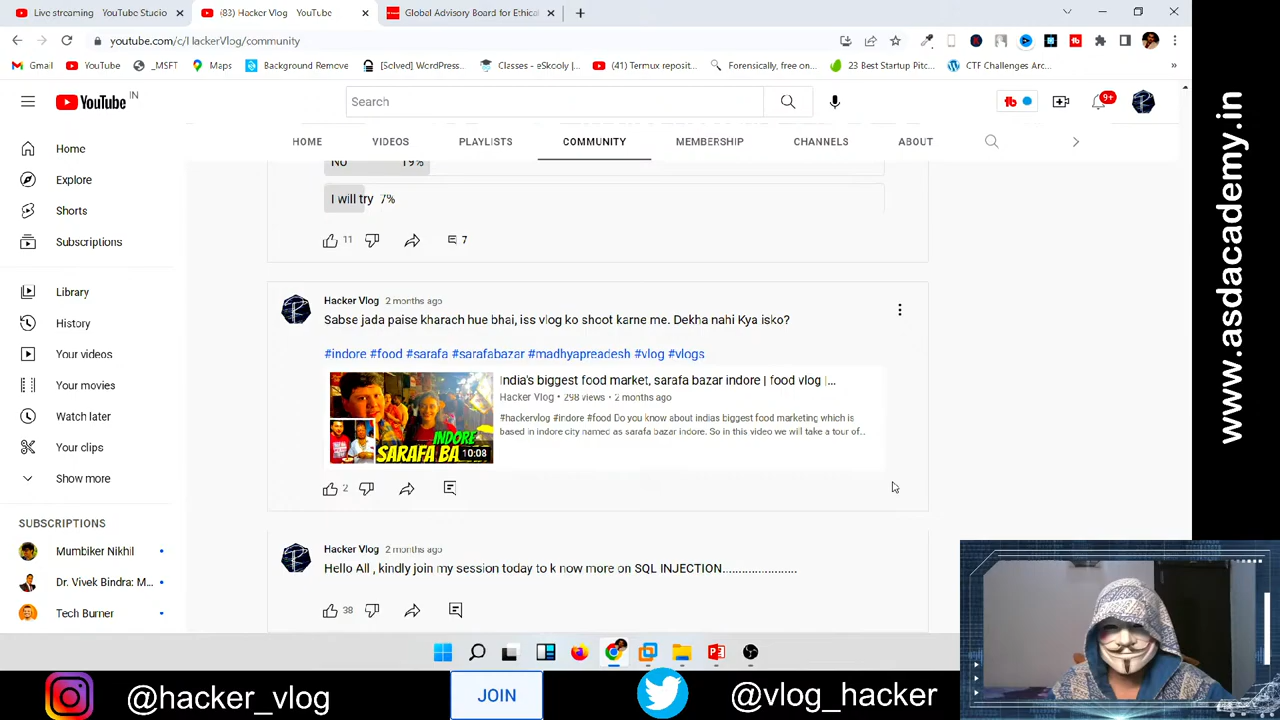 Live streaming - YouTube Studio
(83) Hacker Vlog - YouTube
Global Advisory Board for Ethical
youtube.com/c/HackerVlog/community
Gmail
YouTube
_MSFT
Maps
Background Remove
[Solved] WordPress...
Classes - eSkooly |...
(41) Termux reposit...
Forensically, free on...
23 Best Startup Pitc...
CTF Challenges Arc...
»
YouTube IN
Search
9+
HOME
VIDEOS
PLAYLISTS
COMMUNITY
MEMBERSHIP
CHANNELS
ABOUT
Home
Explore
Shorts
Subscriptions
Library
History
Your videos
Your movies
Watch later
Your clips
Show more
SUBSCRIPTIONS
Mumbiker Nikhil
Dr. Vivek Bindra: M...
Tech Burner
No 19%
I will try 7%
11
7
Hacker Vlog 2 months ago
Sabse jada paise kharach hue bhai, iss vlog ko shoot karne me. Dekha nahi Kya isko?
#indore #food #sarafa #sarafabazar #madhyapreadesh #vlog #vlogs
INDORE
SARAFA BA
10:08
India's biggest food market, sarafa bazar indore | food vlog |...
Hacker Vlog • 298 views • 2 months ago
#hackervlog #indore #food Do you know about indias biggest food marketing which is
based in indore city named as sarafa bazar indore. So in this video we will take a tour of...
2
Hacker Vlog 2 months ago
Hello All , kindly join my session today to know more on SQL INJECTION.......................
38
www.asdacademy.in
@hacker_vlog
JOIN
@vlog_hacker